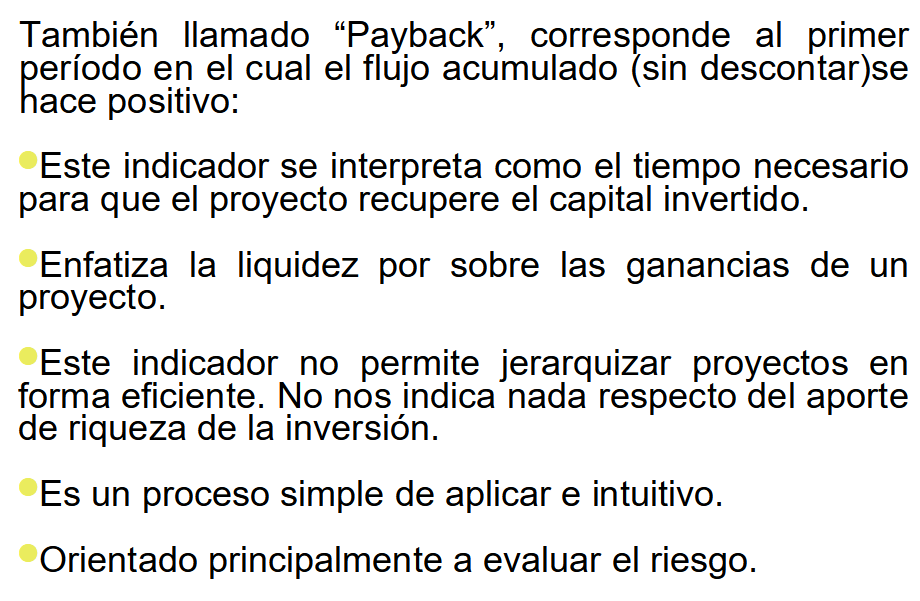 También llamado “Payback”, corresponde al primer
período en el cual el flujo acumulado (sin descontar)se
hace positivo:
•Este indicador se interpreta como el tiempo necesario
para que el proyecto recupere el capital invertido.
•Enfatiza la liquidez por sobre las ganancias de un
proyecto.
•Este indicador no permite jerarquizar proyectos en
forma eficiente. No nos indica nada respecto del aporte
de riqueza de la inversión.
•Es un proceso simple de aplicar e intuitivo.
•Orientado principalmente a evaluar el riesgo.